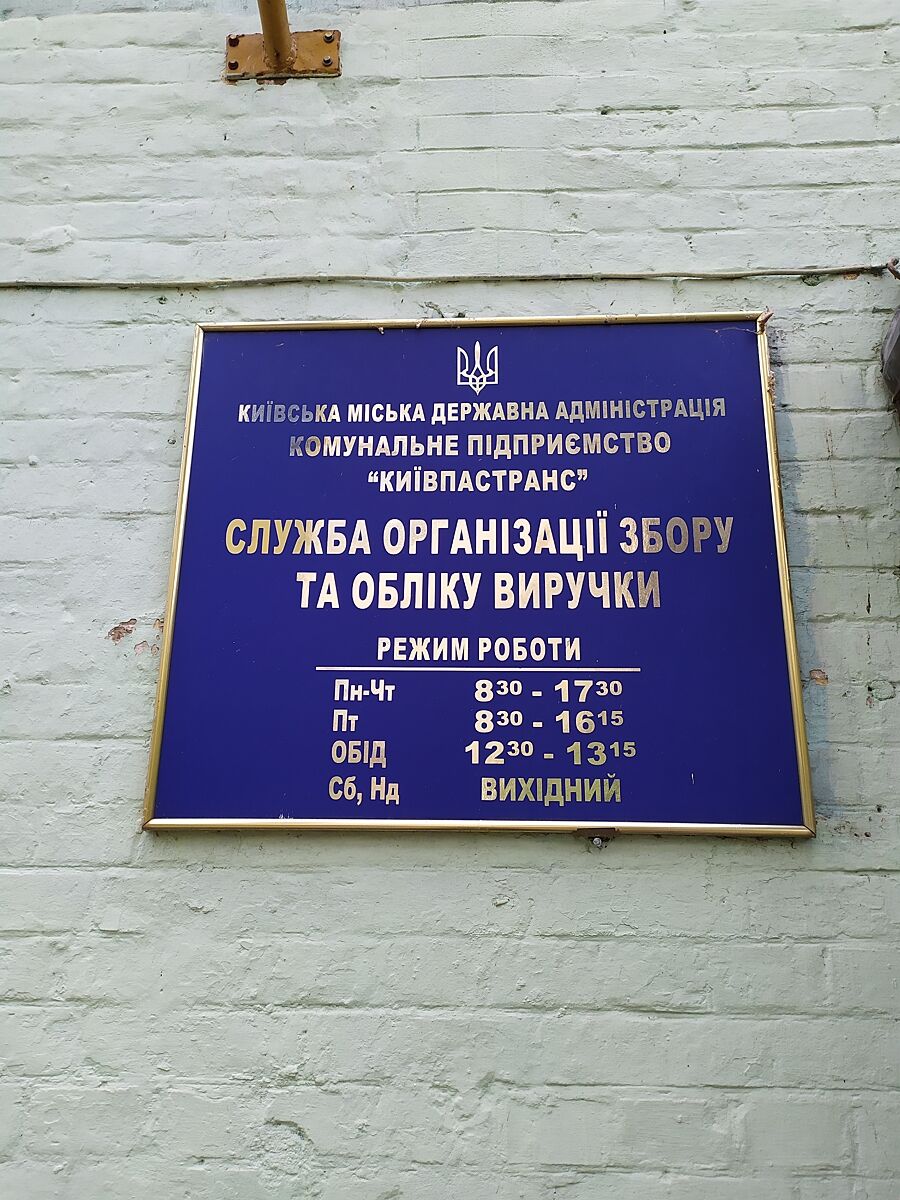 КИЇВСЬКА МІСЬКА ДЕРЖАВНА АДМІНІСТРАЦІЯ
КОМУНАЛЬНЕ ПІДПРИЄМСТВО
“КИЇВПАСТРАНС”
СЛУЖБА ОРГАНІЗАЦІЇ ЗБОРУ
ТА ОБЛІКУ ВИРУЧКИ
РЕЖИМ РОБОТИ
Пн-Чт 8³⁰ - 17³⁰
Пт 8³⁰ - 16¹⁵
ОБІД 12³⁰ - 13¹⁵
Сб, Нд ВИХІДНИЙ